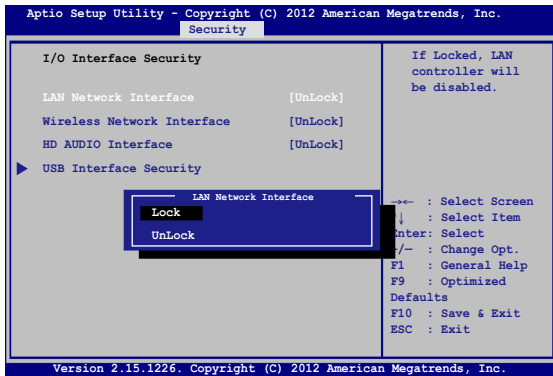 Aptio Setup Utility - Copyright (C) 2012 American Megatrends, Inc.
Security
I/O Interface Security
LAN Network Interface [UnLock]
Wireless Network Interface [UnLock]
HD AUDIO Interface [UnLock]
USB Interface Security
If Locked, LAN
controller will
be disabled.
LAN Network Interface
Lock
UnLock
→← : Select Screen
↓ : Select Item
Enter: Select
/— : Change Opt.
F1 : General Help
F9 : Optimized
Defaults
F10 : Save & Exit
ESC : Exit
Version 2.15.1226. Copyright (C) 2012 American Megatrends, Inc.